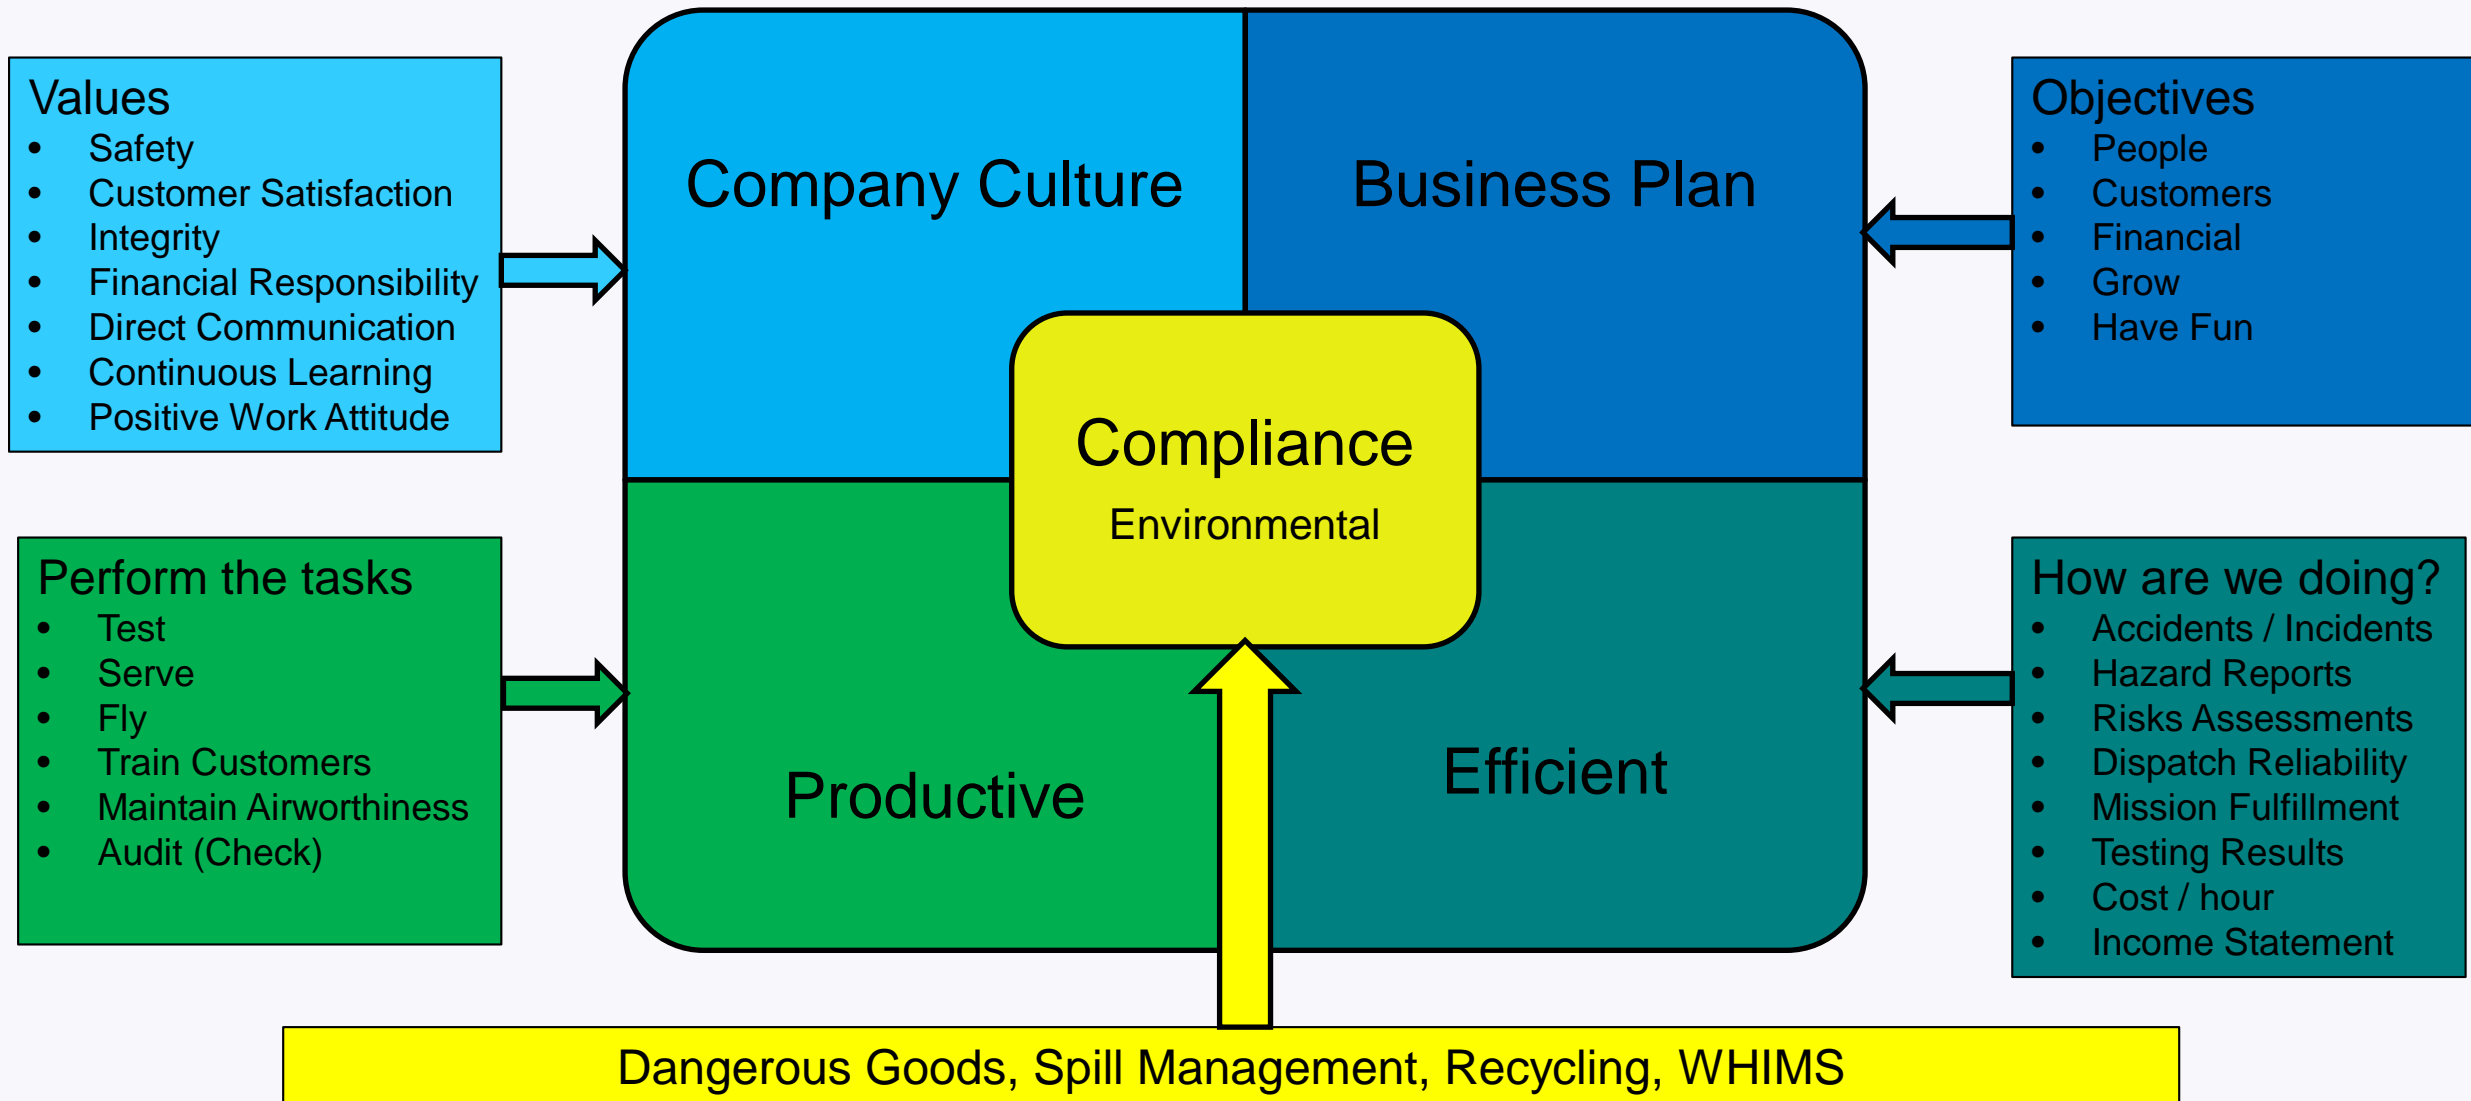 Values
• Safety
• Customer Satisfaction
• Integrity
• Financial Responsibility
• Direct Communication
• Continuous Learning
• Positive Work Attitude
Company Culture
Business Plan
Objectives
• People
• Customers
• Financial
• Grow
• Have Fun
Compliance
Environmental
Perform the tasks
• Test
• Serve
• Fly
• Train Customers
• Maintain Airworthiness
• Audit (Check)
Productive
Efficient
How are we doing?
• Accidents / Incidents
• Hazard Reports
• Risks Assessments
• Dispatch Reliability
• Mission Fulfillment
• Testing Results
• Cost / hour
• Income Statement
Dangerous Goods, Spill Management, Recycling, WHIMS